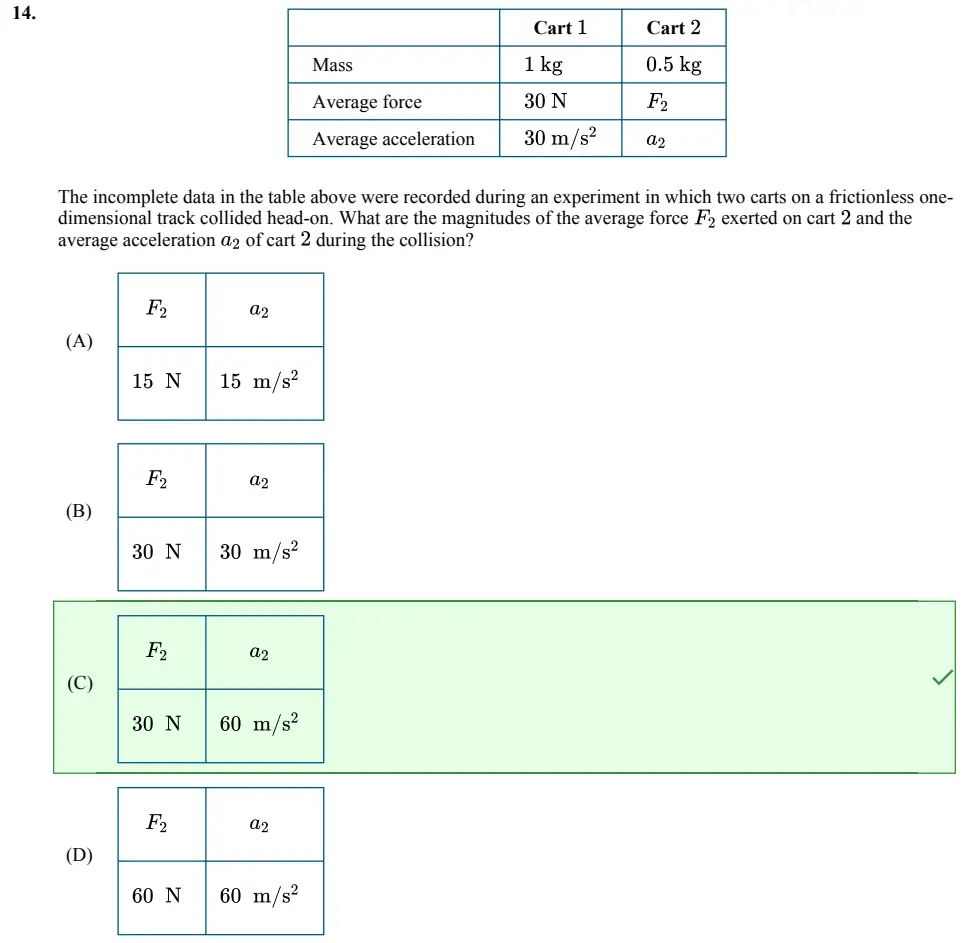 14.
Cart 1 Cart 2
Mass 1 kg 0.5 kg
Average force 30 N F₂
Average acceleration 30 m/s² a₂
The incomplete data in the table above were recorded during an experiment in which two carts on a frictionless one-
dimensional track collided head-on. What are the magnitudes of the average force F₂ exerted on cart 2 and the
average acceleration a₂ of cart 2 during the collision?
(A)
F₂ a₂
15 N 15 m/s²
(B)
F₂ a₂
30 N 30 m/s²
(C)
F₂ a₂
30 N 60 m/s²
(D)
F₂ a₂
60 N 60 m/s²